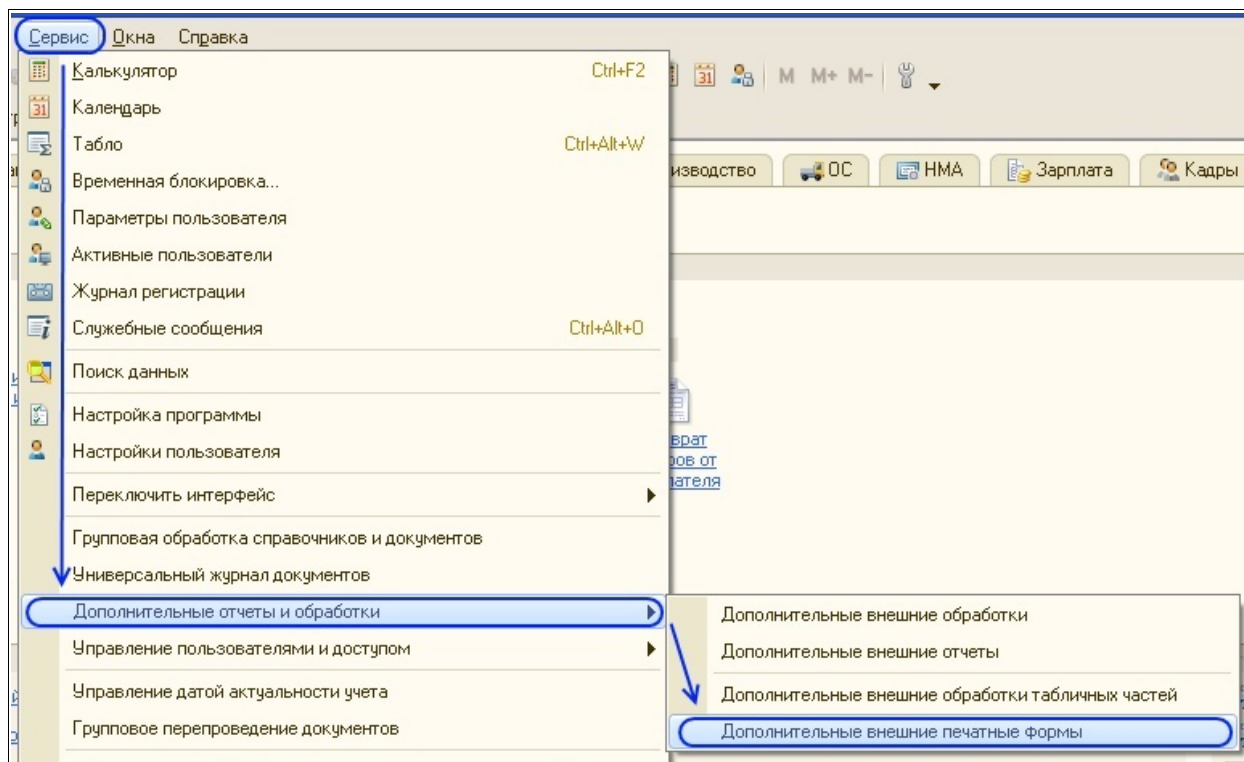 Сервис Окна Справка
Калькулятор Ctrl+F2
31 M M+ M-
31 Календарь
Табло Ctrl+Alt+W
изводство ОС НМА Зарплата Кадры
Временная блокировка...
Параметры пользователя
Активные пользователи
Журнал регистрации
Служебные сообщения Ctrl+Alt+O
Поиск данных
Настройка программы
врат
Настройки пользователя
ров от
пателя
Переключить интерфейс
Групповая обработка справочников и документов
Универсальный журнал документов
Дополнительные отчеты и обработки
Дополнительные внешние обработки
Управление пользователями и доступом
Дополнительные внешние отчеты
Управление датой актуальности учета
Дополнительные внешние обработки табличных частей
Групповое перепроведение документов
Дополнительные внешние печатные формы